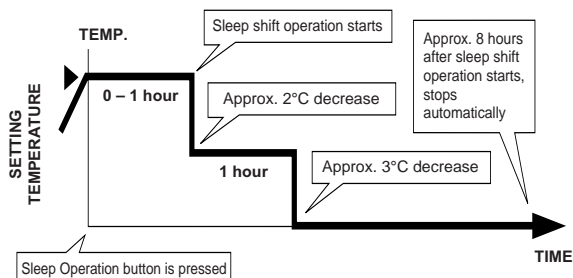 TEMP.
Sleep shift operation starts
Approx. 8 hours
after sleep shift
operation starts,
stops
automatically
0 – 1 hour
Approx. 2°C decrease
SETTING
TEMPERATURE
1 hour
Approx. 3°C decrease
TIME
Sleep Operation button is pressed